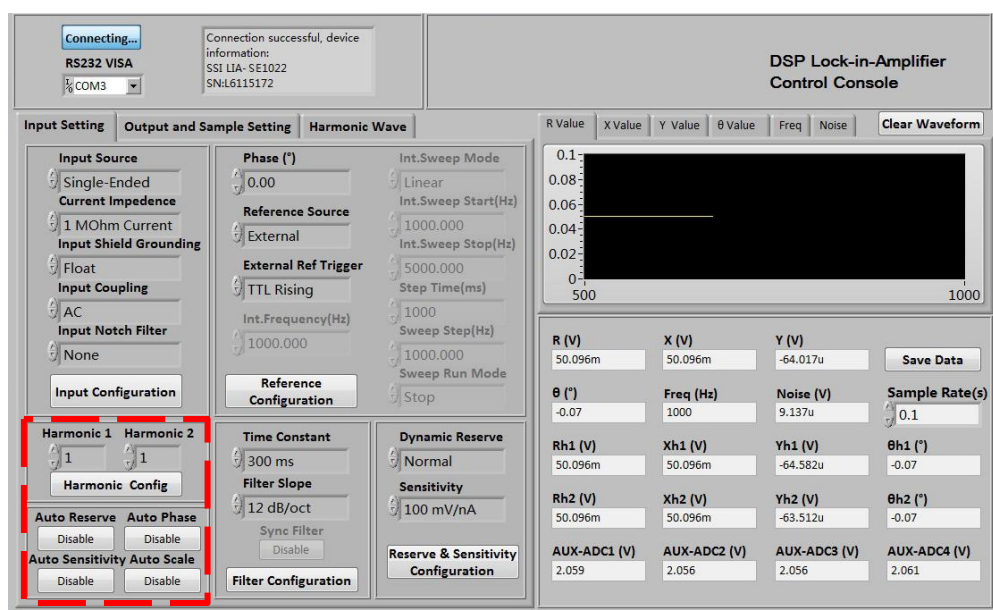 Connecting...
RS232 VISA
COM3
Connection successful, device
information:
SSI LIA- SE1022
SN:L6115172
DSP Lock-in-Amplifier
Control Console
Input Setting
Output and Sample Setting
Harmonic Wave
Input Source
Single-Ended
Current Impedence
1 MOhm Current
Input Shield Grounding
Float
Input Coupling
AC
Input Notch Filter
None
Input Configuration
Phase (°)
0.00
Reference Source
External
External Ref Trigger
TTL Rising
Int.Frequency(Hz)
1000.000
Reference
Configuration
Int.Sweep Mode
Linear
Int.Sweep Start(Hz)
1000.000
Int.Sweep Stop(Hz)
5000.000
Step Time(ms)
1000
Sweep Step(Hz)
1000.000
Sweep Run Mode
Stop
Harmonic 1 Harmonic 2
1 1
Harmonic Config
Auto Reserve Auto Phase
Disable Disable
Auto Sensitivity Auto Scale
Disable Disable
Time Constant
300 ms
Filter Slope
12 dB/oct
Sync Filter
Disable
Filter Configuration
Dynamic Reserve
Normal
Sensitivity
100 mV/nA
Reserve & Sensitivity
Configuration
R Value X Value Y Value θ Value Freq Noise Clear Waveform
0.1
0.08
0.06
0.04
0.02
0
500 1000
R (V) X (V) Y (V)
50.096m 50.096m -64.017u Save Data
θ (°) Freq (Hz) Noise (V) Sample Rate(s)
-0.07 1000 9.137u 0.1
Rh1 (V) Xh1 (V) Yh1 (V) θh1 (°)
50.096m 50.096m -64.582u -0.07
Rh2 (V) Xh2 (V) Yh2 (V) θh2 (°)
50.096m 50.096m -63.512u -0.07
AUX-ADC1 (V) AUX-ADC2 (V) AUX-ADC3 (V) AUX-ADC4 (V)
2.059 2.056 2.056 2.061